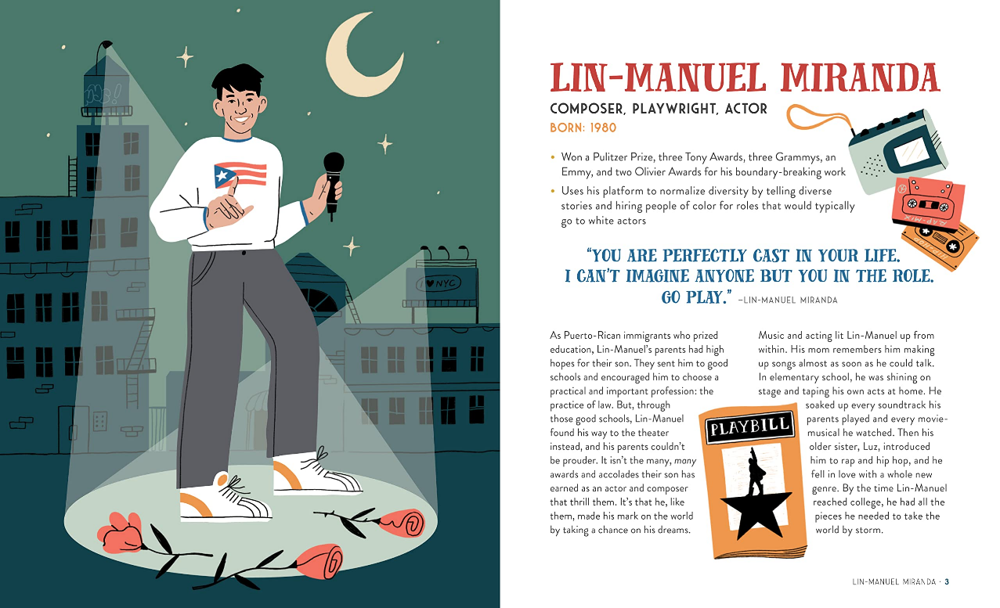 I ♥ NYC
LIN-MANUEL MIRANDA
COMPOSER, PLAYWRIGHT, ACTOR
BORN: 1980
• Won a Pulitzer Prize, three Tony Awards, three Grammys, an
Emmy, and two Olivier Awards for his boundary-breaking work
• Uses his platform to normalize diversity by telling diverse
stories and hiring people of color for roles that would typically
go to white actors
RAP-MIX
"YOU ARE PERFECTLY CAST IN YOUR LIFE.
I CAN'T IMAGINE ANYONE BUT YOU IN THE ROLE.
GO PLAY." –LIN-MANUEL MIRANDA
As Puerto-Rican immigrants who prized
education, Lin-Manuel's parents had high
hopes for their son. They sent him to good
schools and encouraged him to choose a
practical and important profession: the
practice of law. But, through
those good schools, Lin-Manuel
found his way to the theater
instead, and his parents couldn't
be prouder. It isn't the many, many
awards and accolades their son has
earned as an actor and composer
that thrill them. It's that he, like
them, made his mark on the world
by taking a chance on his dreams.
PLAYBILL
Music and acting lit Lin-Manuel up from
within. His mom remembers him making
up songs almost as soon as he could talk.
In elementary school, he was shining on
stage and taping his own acts at home. He
soaked up every soundtrack his
parents played and every movie-
musical he watched. Then his
older sister, Luz, introduced
him to rap and hip hop, and he
fell in love with a whole new
genre. By the time Lin-Manuel
reached college, he had all the
pieces he needed to take the
world by storm.
LIN-MANUEL MIRANDA · 3